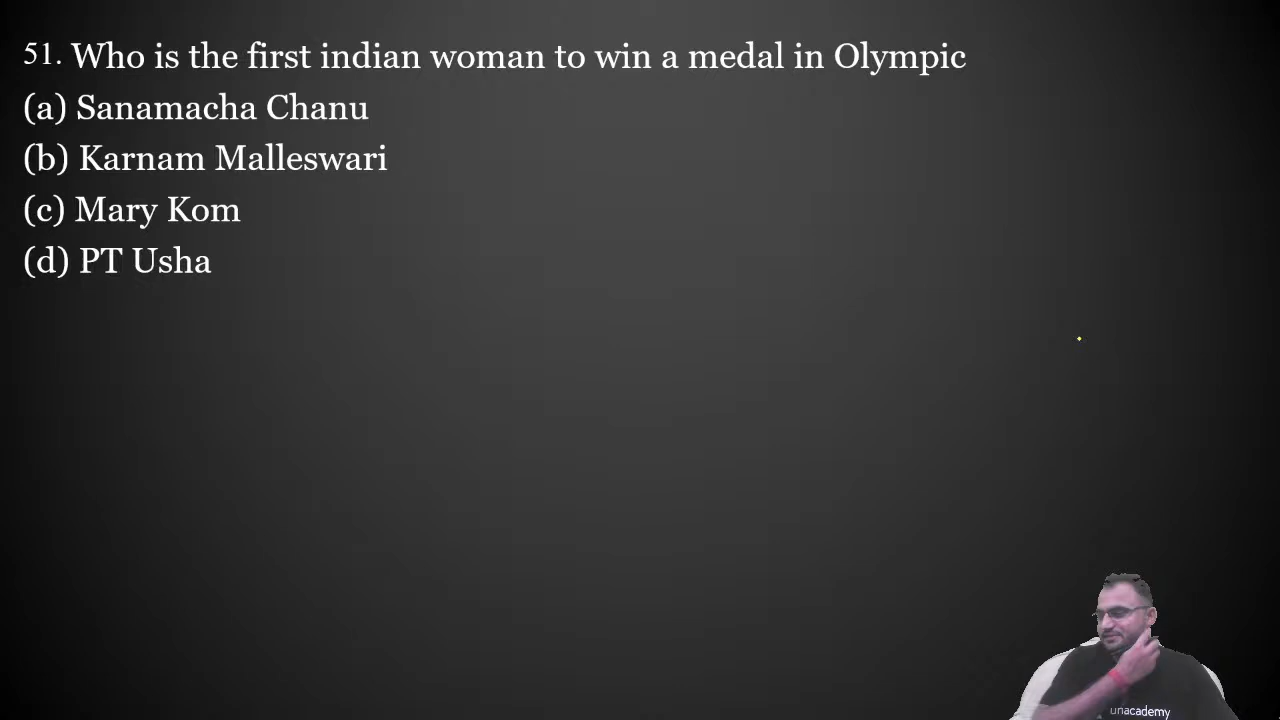 51. Who is the first indian woman to win a medal in Olympic
(a) Sanamacha Chanu
(b) Karnam Malleswari
(c) Mary Kom
(d) PT Usha
unacademy